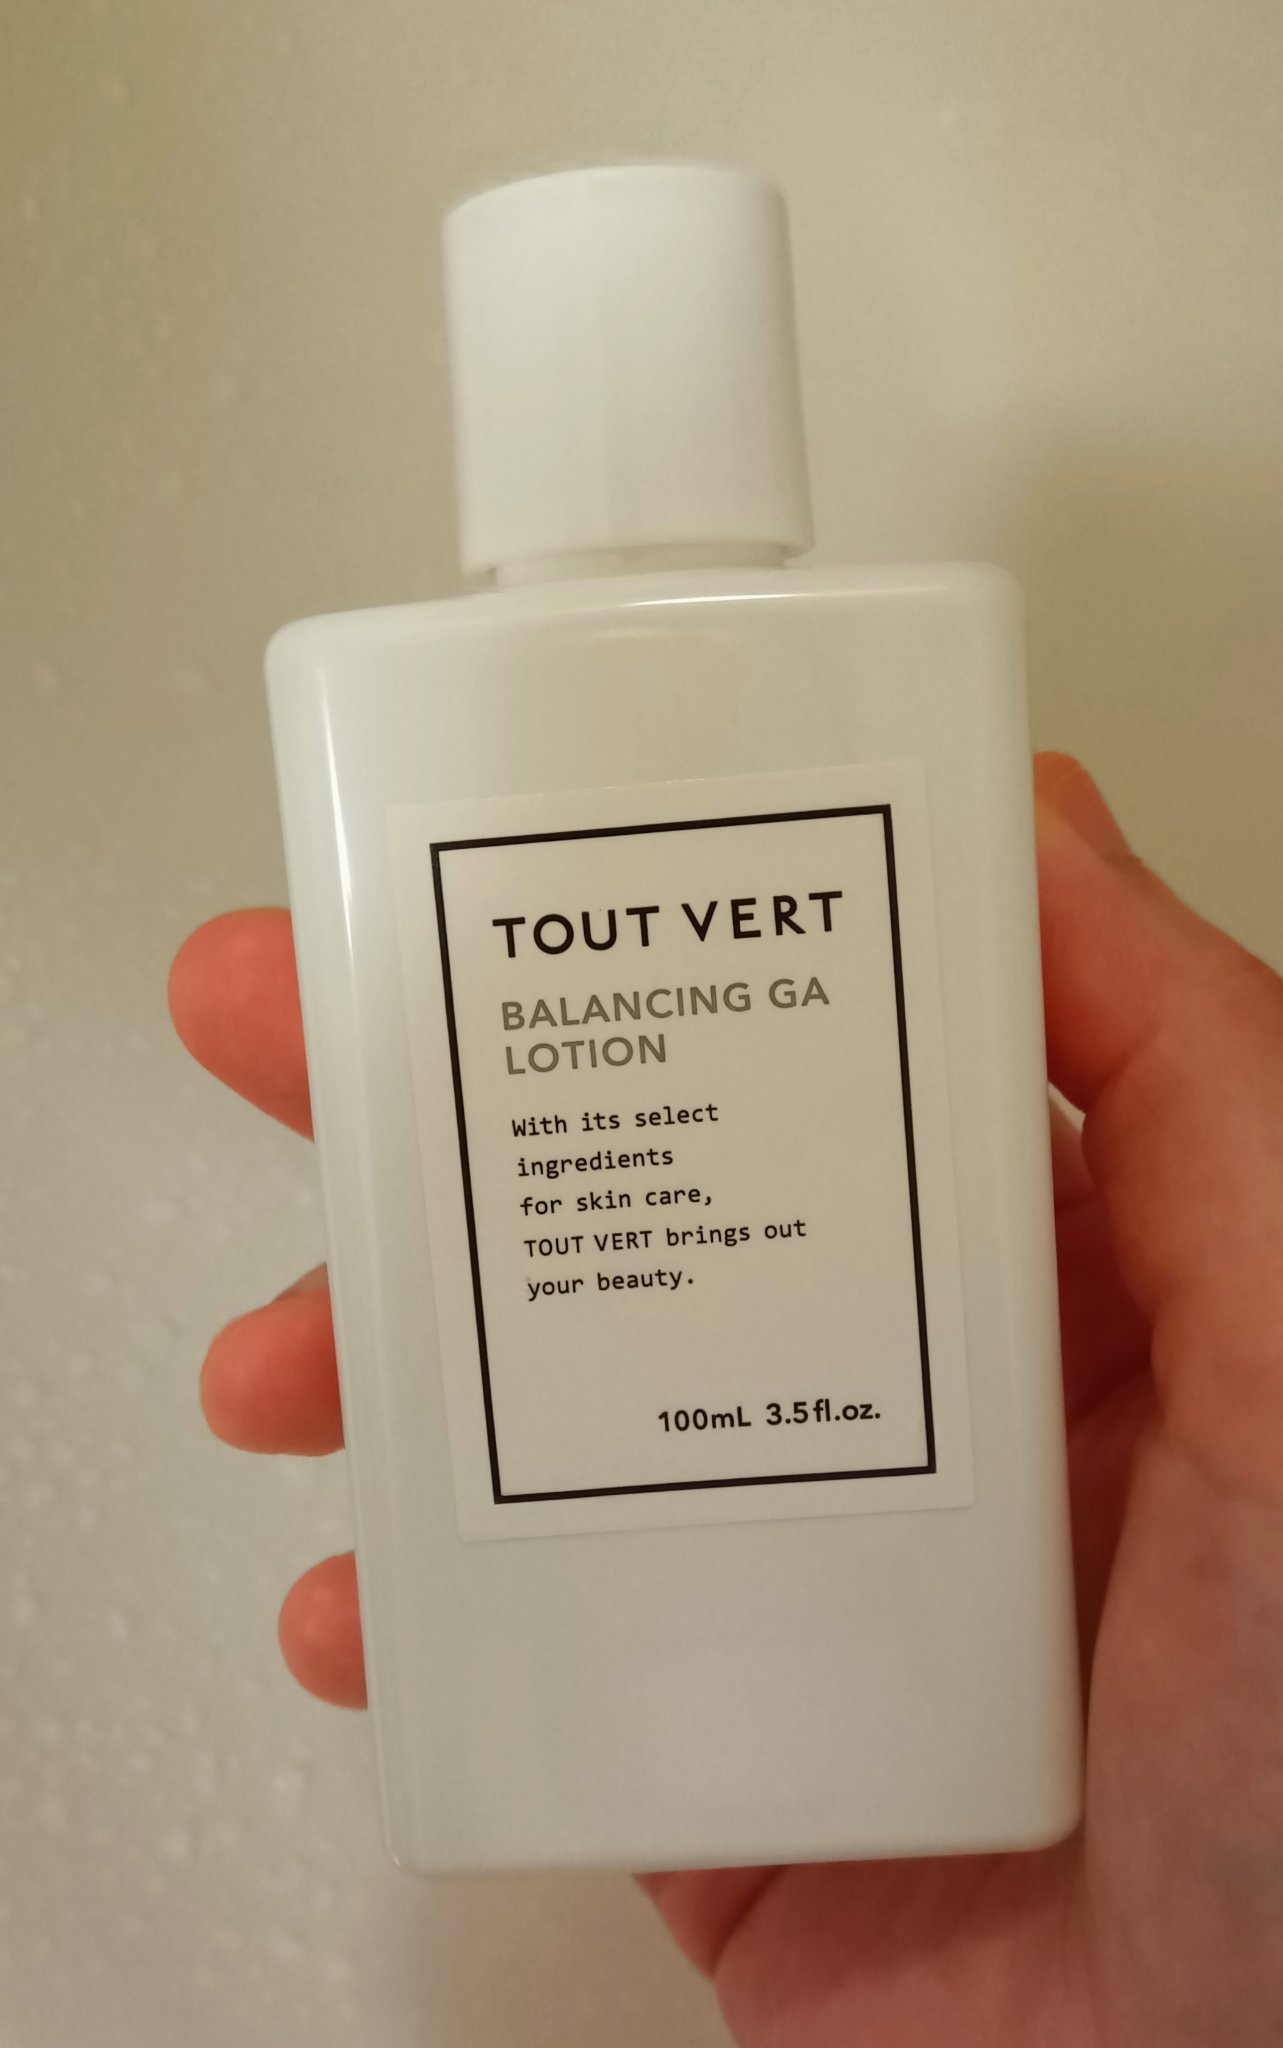 TOUT VERT
BALANCING GA
LOTION
With its select
ingredients
for skin care,
TOUT VERT brings out
your beauty.
100mL 3.5fl.oz.